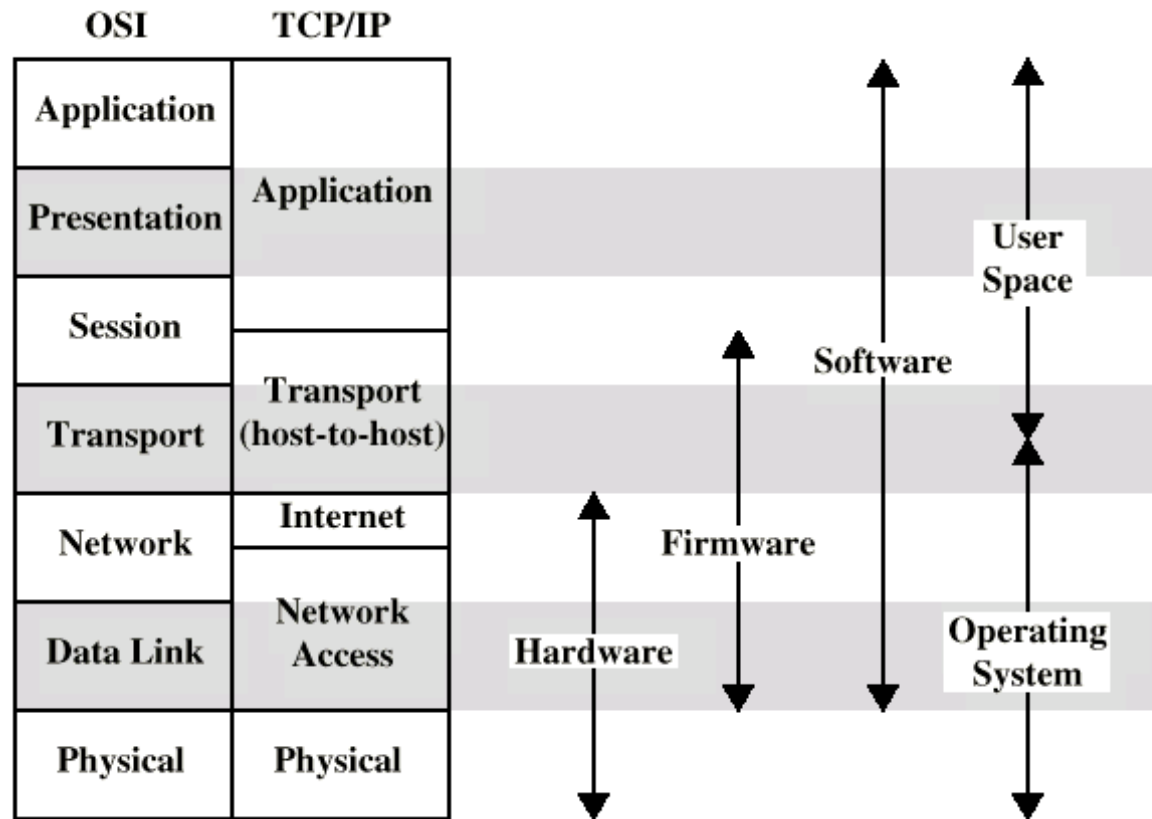 OSI
TCP/IP
Application
Presentation
Session
Transport
Network
Data Link
Physical
Application
Transport
(host-to-host)
Internet
Network
Access
Physical
Hardware
Firmware
Software
User
Space
Operating
System